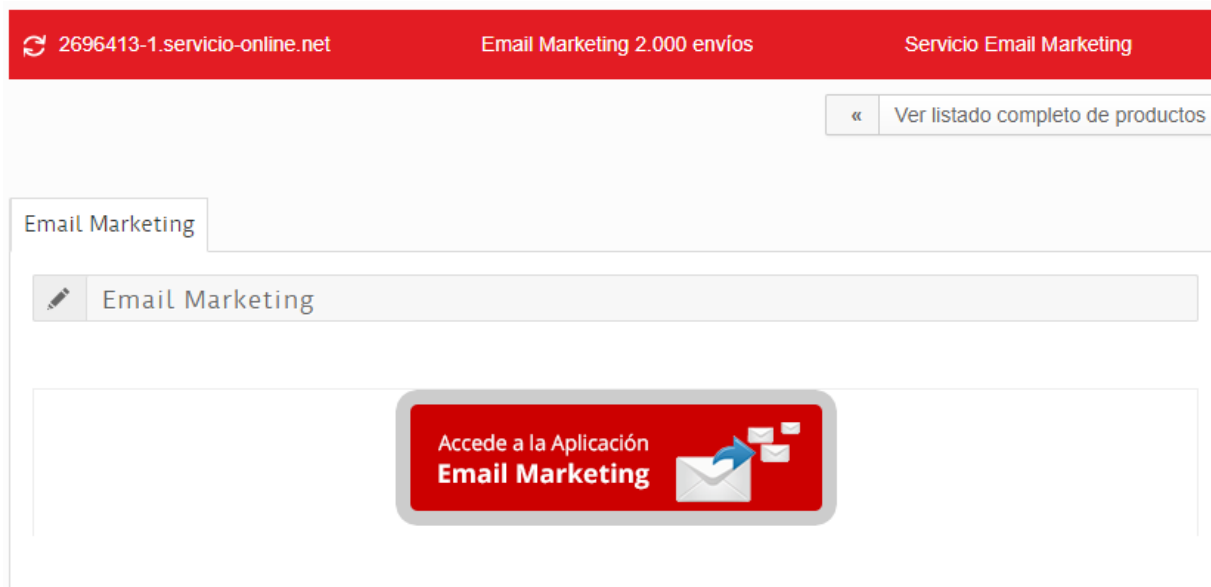 2696413-1.servicio-online.net
Email Marketing 2.000 envíos
Servicio Email Marketing
« Ver listado completo de productos
Email Marketing
Email Marketing
Accede a la Aplicación
Email Marketing